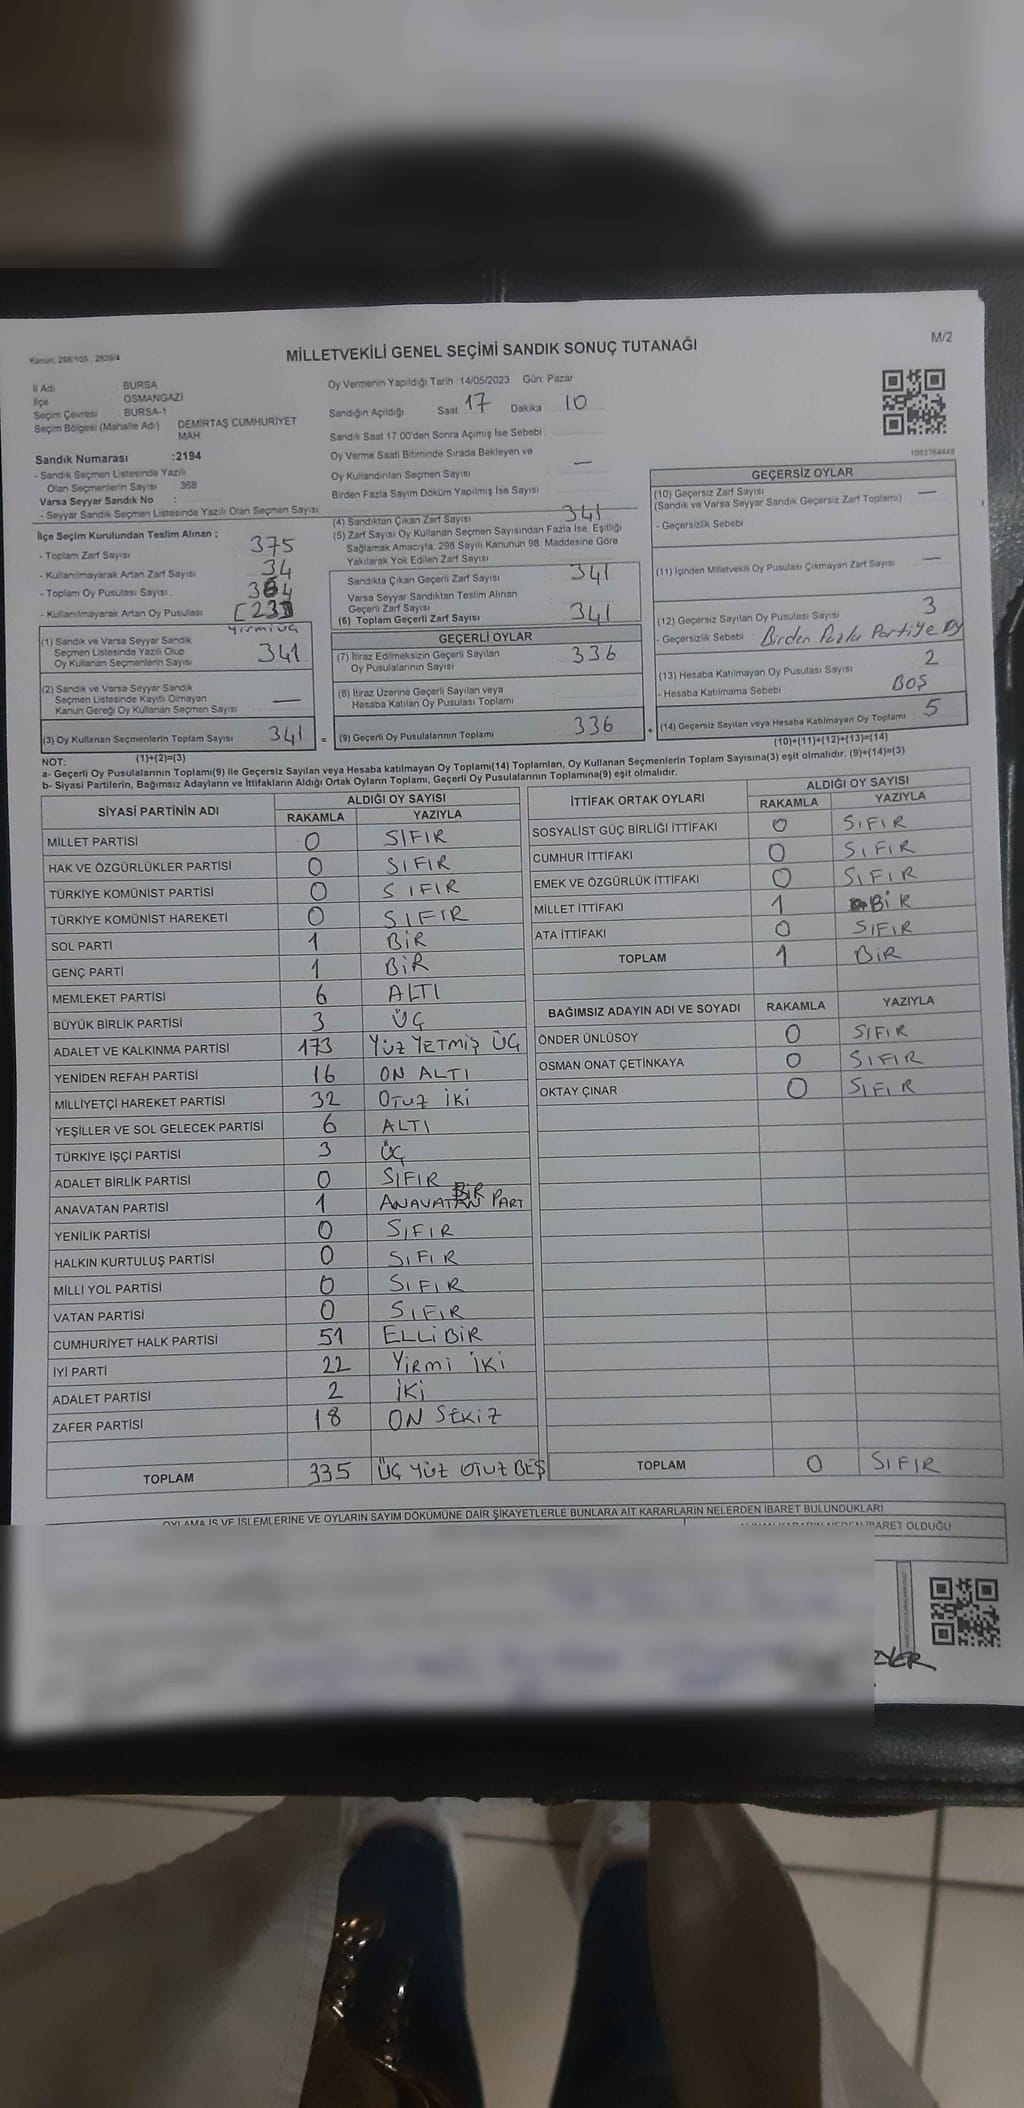 Kanun: 298/105 , 2839/4
MİLLETVEKİLİ GENEL SEÇİMİ SANDIK SONUÇ TUTANAĞI
M/2
İl Adı : BURSA
İlçe : OSMANGAZİ
Seçim Çevresi : BURSA-1
Seçim Bölgesi (Mahalle Adı) : DEMİRTAŞ CUMHURİYET
MAH.
Sandık Numarası :2194
- Sandık Seçmen Listesinde Yazılı
Olan Seçmenlerin Sayısı : 368
Varsa Seyyar Sandık No :
- Seyyar Sandık Seçmen Listesinde Yazılı Olan Seçmen Sayısı:
Oy Vermenin Yapıldığı Tarih :14/05/2023 Gün: Pazar
Sandığın Açıldığı Saat: 17 Dakika : 10
Sandık Saat 17:00'den Sonra Açılmış İse Sebebi :
Oy Verme Saati Bitiminde Sırada Bekleyen ve
Oy Kullandırılan Seçmen Sayısı —
Birden Fazla Sayım Döküm Yapılmış İse Sayısı
1093764448
İlçe Seçim Kurulundan Teslim Alınan ;
- Toplam Zarf Sayısı 375
- Kullanılmayarak Artan Zarf Sayısı 34
- Toplam Oy Pusulası Sayısı
- Kullanılmayarak Artan Oy Pusulası
yirmi üç
(1) Sandık ve Varsa Seyyar Sandık
Seçmen Listesinde Yazılı Olup
Oy Kullanan Seçmenlerin Sayısı 341
(2) Sandık ve Varsa Seyyar Sandık
Seçmen Listesinde Kayıtlı Olmayan
Kanun Gereği Oy Kullanan Seçmen Sayısı —
(3) Oy Kullanan Seçmenlerin Toplam Sayısı 341 =
(1)+(2)=(3)
(4) Sandıktan Çıkan Zarf Sayısı 341
(5) Zarf Sayısı Oy Kullanan Seçmen Sayısından Fazla İse, Eşitliği
Sağlamak Amacıyla, 298 Sayılı Kanunun 98. Maddesine Göre
Yakılarak Yok Edilen Zarf Sayısı
Sandıkta Çıkan Geçerli Zarf Sayısı 341
Varsa Seyyar Sandıktan Teslim Alınan
Geçerli Zarf Sayısı
(6) Toplam Geçerli Zarf Sayısı 341
GEÇERLİ OYLAR
(7) İtiraz Edilmeksizin Geçerli Sayılan
Oy Pusulalarının Sayısı 336
(8) İtiraz Üzerine Geçerli Sayılan veya
Hesaba Katılan Oy Pusulası Toplamı
(9) Geçerli Oy Pusulalarının Toplamı 336 +
GEÇERSİZ OYLAR
(10) Geçersiz Zarf Sayısı —
(Sandık ve Varsa Seyyar Sandık Geçersiz Zarf Toplamı)
- Geçersizlik Sebebi
(11) İçinden Milletvekili Oy Pusulası Çıkmayan Zarf Sayısı —
(12) Geçersiz Sayılan Oy Pusulası Sayısı 3
- Geçersizlik Sebebi : Birden Fazla Partiye Oy
(13) Hesaba Katılmayan Oy Pusulası Sayısı 2
- Hesaba Katılmama Sebebi BOŞ
(14) Geçersiz Sayılan veya Hesaba Katılmayan Oy Toplamı 5
(10)+(11)+(12)+(13)=(14)
NOT:
a- Geçerli Oy Pusulalarının Toplamı(9) ile Geçersiz Sayılan veya Hesaba katılmayan Oy Toplamı(14) Toplamları, Oy Kullanan Seçmenlerin Toplam Sayısına(3) eşit olmalıdır. (9)+(14)=(3)
b- Siyasi Partilerin, Bağımsız Adayların ve İttifakların Aldığı Ortak Oyların Toplamı, Geçerli Oy Pusulalarının Toplamına(9) eşit olmalıdır.
SİYASİ PARTİNİN ADI ALDIĞI OY SAYISI
RAKAMLA YAZIYLA
MİLLET PARTİSİ 0 SIFIR
HAK VE ÖZGÜRLÜKLER PARTİSİ 0 SIFIR
TÜRKİYE KOMÜNİST PARTİSİ 0 SIFIR
TÜRKİYE KOMÜNİST HAREKETİ 0 SIFIR
SOL PARTİ 1 BİR
GENÇ PARTİ 1 BİR
MEMLEKET PARTİSİ 6 ALTI
BÜYÜK BİRLİK PARTİSİ 3 ÜÇ
ADALET VE KALKINMA PARTİSİ 173 YÜZ YETMİŞ ÜÇ
YENİDEN REFAH PARTİSİ 16 ON ALTI
MİLLİYETÇİ HAREKET PARTİSİ 32 OTUZ İKİ
YEŞİLLER VE SOL GELECEK PARTİSİ 6 ALTI
TÜRKİYE İŞÇİ PARTİSİ 3 ÜÇ
ADALET BİRLİK PARTİSİ 0 SIFIR
ANAVATAN PARTİSİ 1 ANAVATAN PART BİR
YENİLİK PARTİSİ 0 SIFIR
HALKIN KURTULUŞ PARTİSİ 0 SIFIR
MİLLİ YOL PARTİSİ 0 SIFIR
VATAN PARTİSİ 0 SIFIR
CUMHURİYET HALK PARTİSİ 51 ELLİ BİR
İYİ PARTİ 22 YİRMİ İKİ
ADALET PARTİSİ 2 İKİ
ZAFER PARTİSİ 18 ON SEKİZ
TOPLAM 335 ÜÇ YÜZ OTUZ BEŞ
İTTİFAK ORTAK OYLARI ALDIĞI OY SAYISI
RAKAMLA YAZIYLA
SOSYALİST GÜÇ BİRLİĞİ İTTİFAKI 0 SIFIR
CUMHUR İTTİFAKI 0 SIFIR
EMEK VE ÖZGÜRLÜK İTTİFAKI 0 SIFIR
MİLLET İTTİFAKI 1 BİR
ATA İTTİFAKI 0 SIFIR
TOPLAM 1 BİR
BAĞIMSIZ ADAYIN ADI VE SOYADI RAKAMLA YAZIYLA
ÖNDER ÜNLÜSOY 0 SIFIR
OSMAN ONAT ÇETİNKAYA 0 SIFIR
OKTAY ÇINAR 0 SIFIR
TOPLAM 0 SIFIR
OYLAMA İŞ VE İŞLEMLERİNE VE OYLARIN SAYIM DÖKÜMÜNE DAİR ŞİKAYETLERLE BUNLARA AİT KARARLARIN NELERDEN İBARET BULUNDUKLARI
OLDUĞU